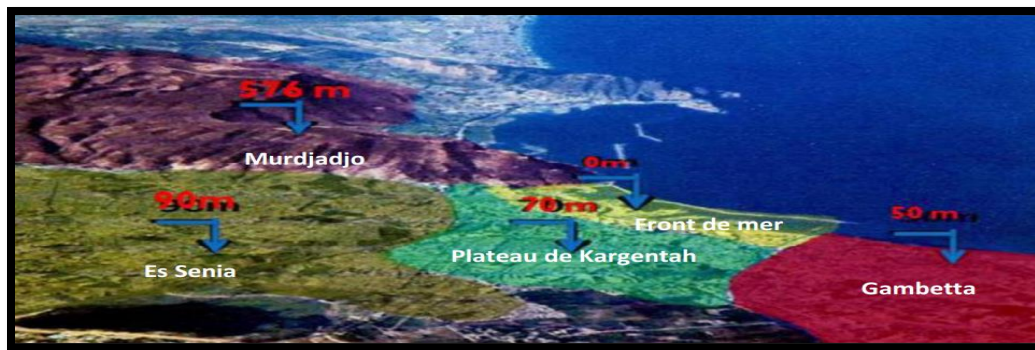 576 m
Murdjadjo
0m
90m
70 m
50 m
Front de mer
Plateau de Kargentah
Es Senia
Gambetta